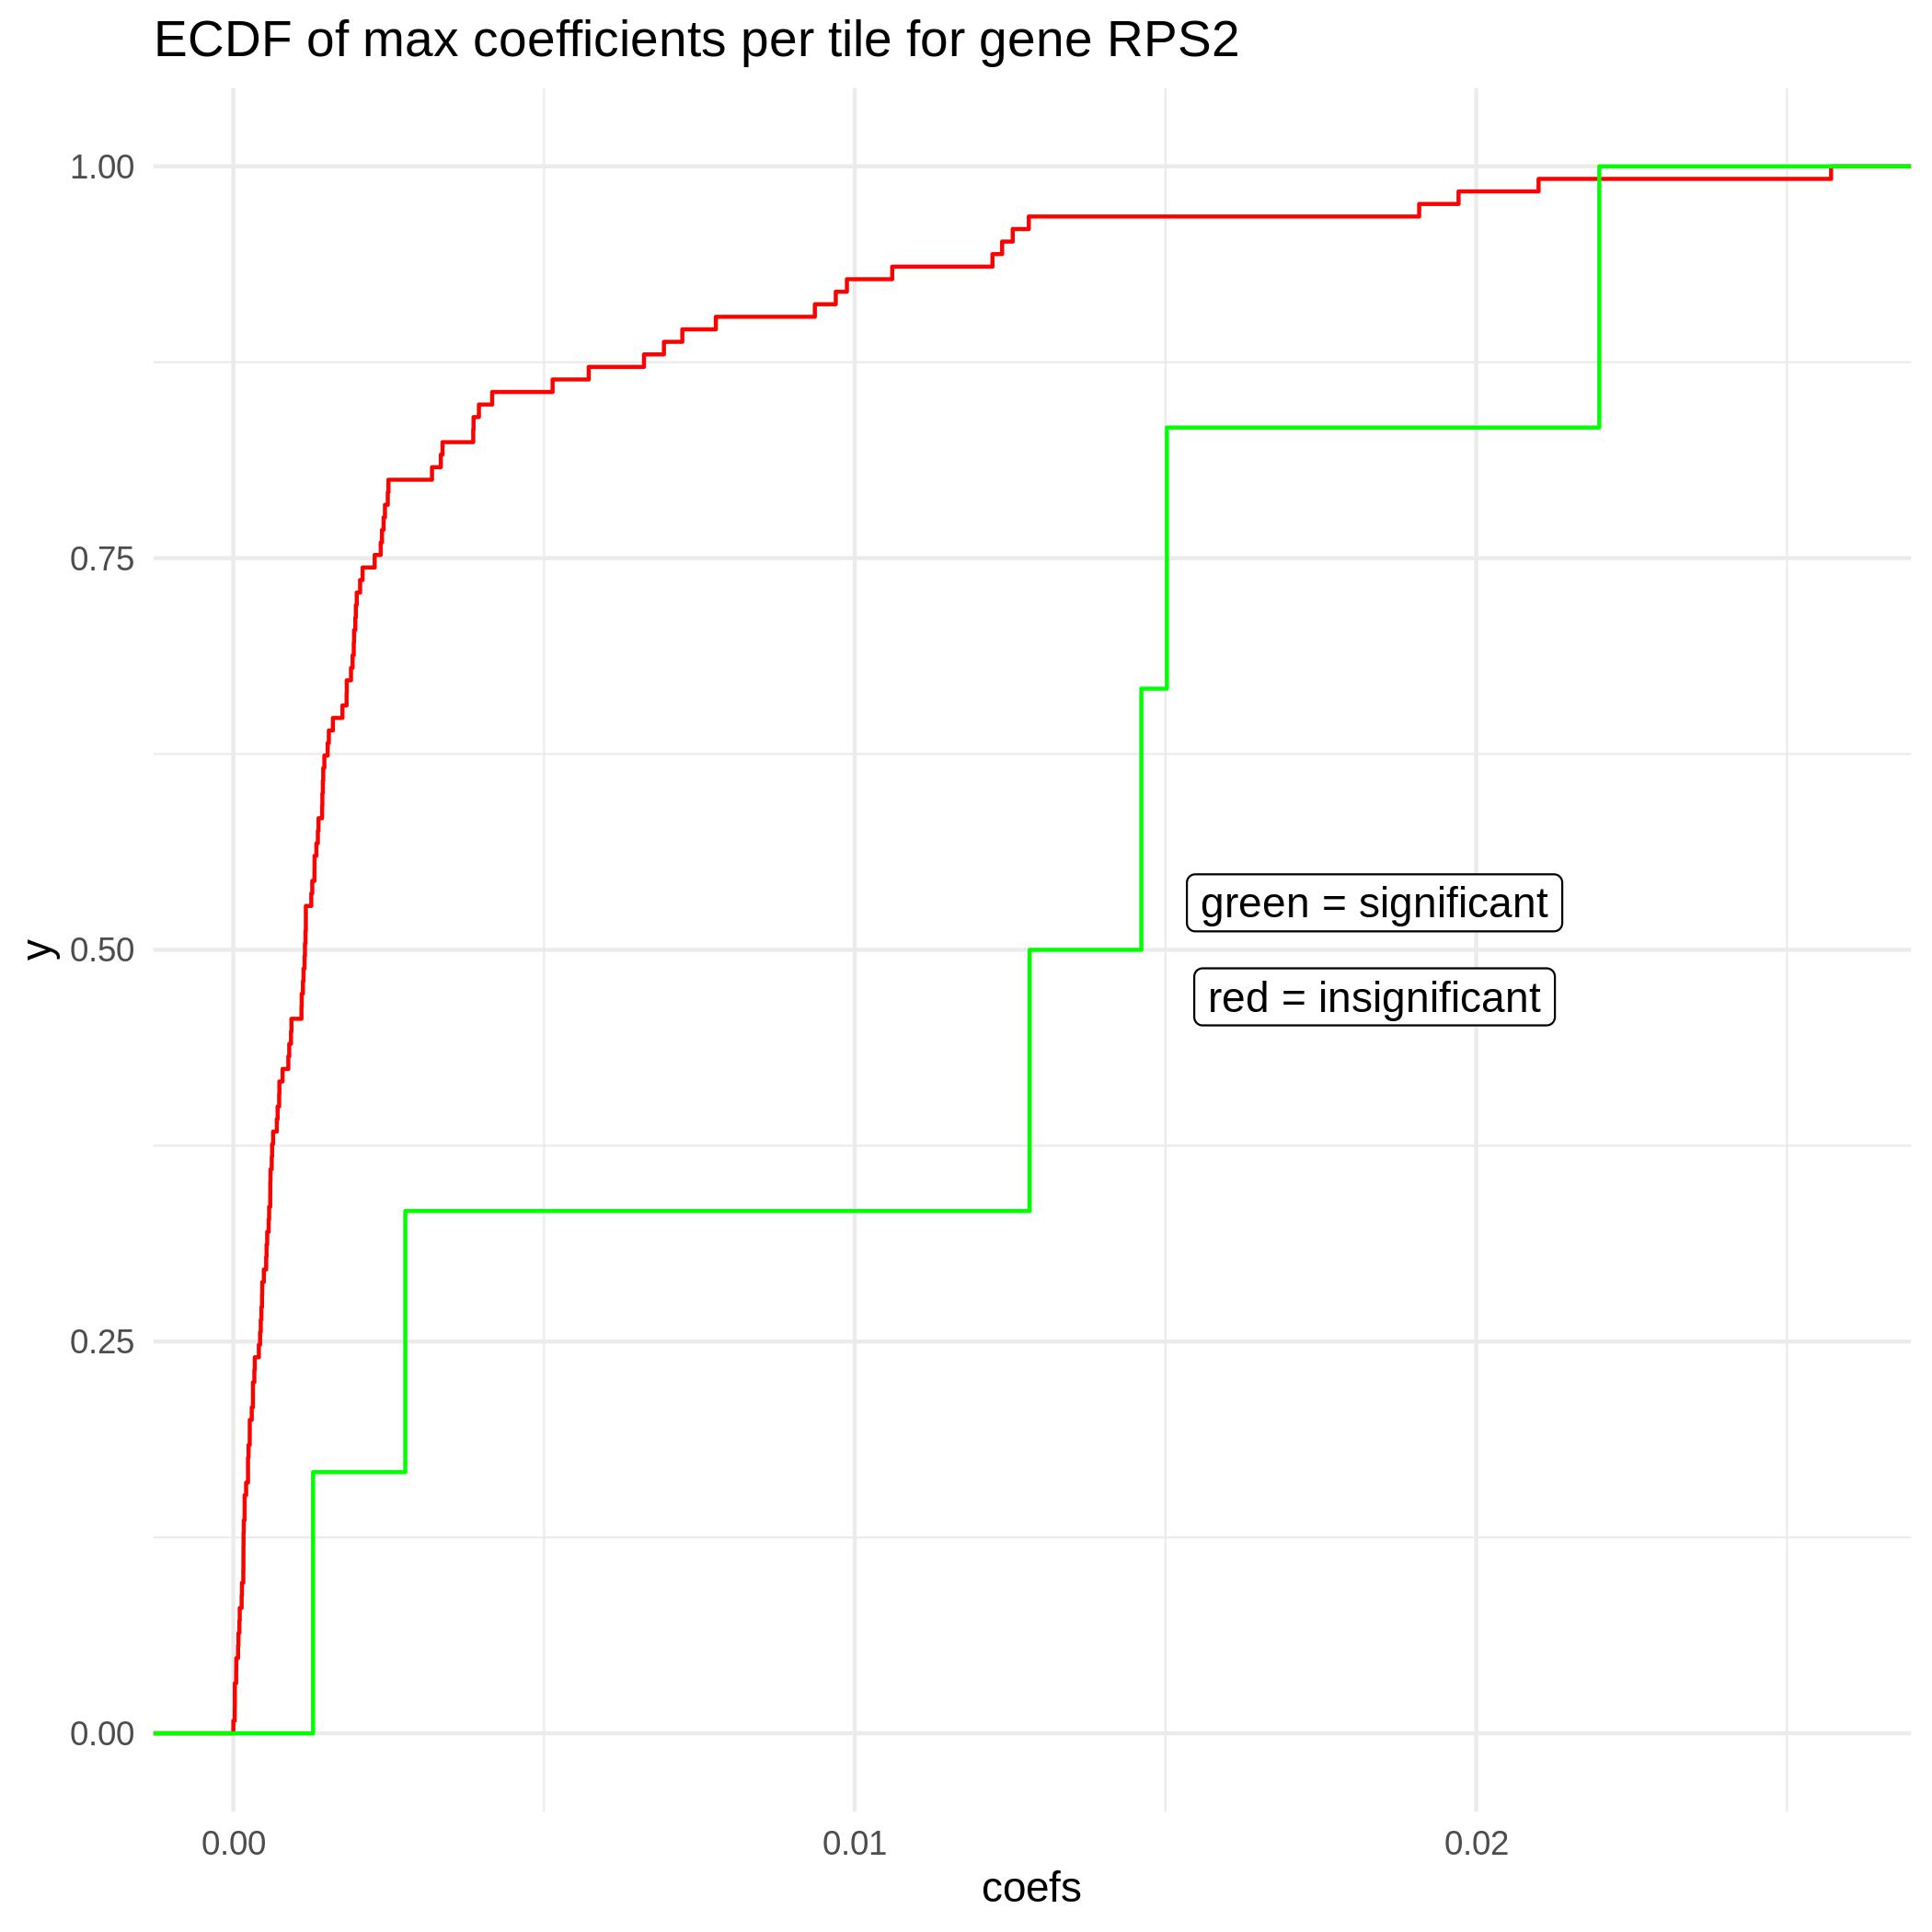 ECDF of max coefficients per tile for gene RPS2
1.00
0.75
0.50
0.25
0.00
y
green = significant
red = insignificant
0.00 0.01 0.02
coefs